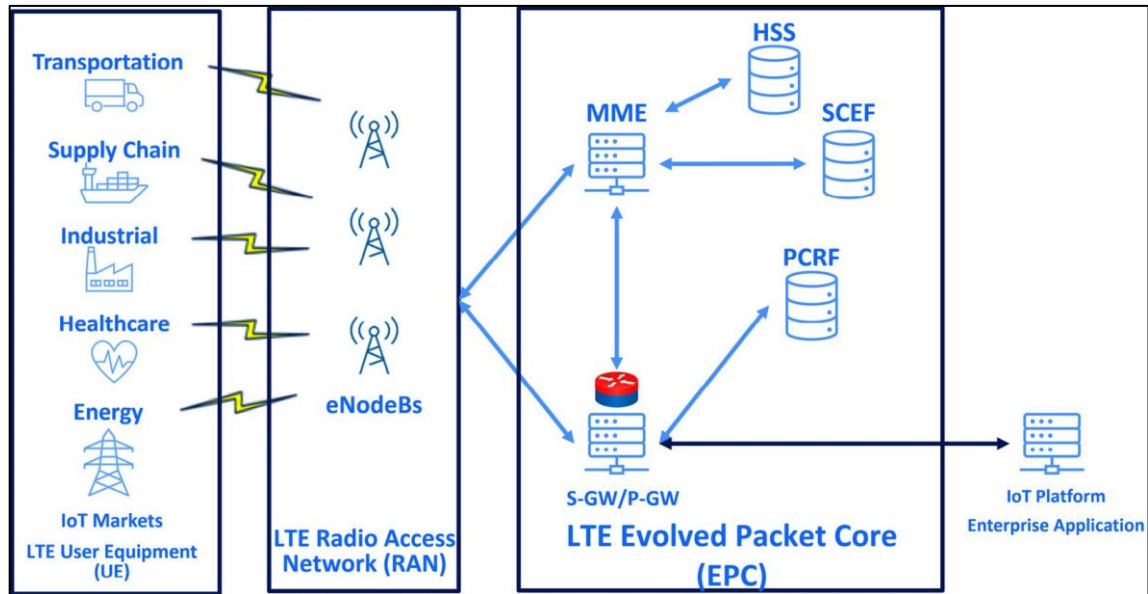 Transportation
Supply Chain
Industrial
Healthcare
Energy
IoT Markets
LTE User Equipment
(UE)
eNodeBs
LTE Radio Access
Network (RAN)
HSS
MME
SCEF
PCRF
S-GW/P-GW
LTE Evolved Packet Core
(EPC)
IoT Platform
Enterprise Application